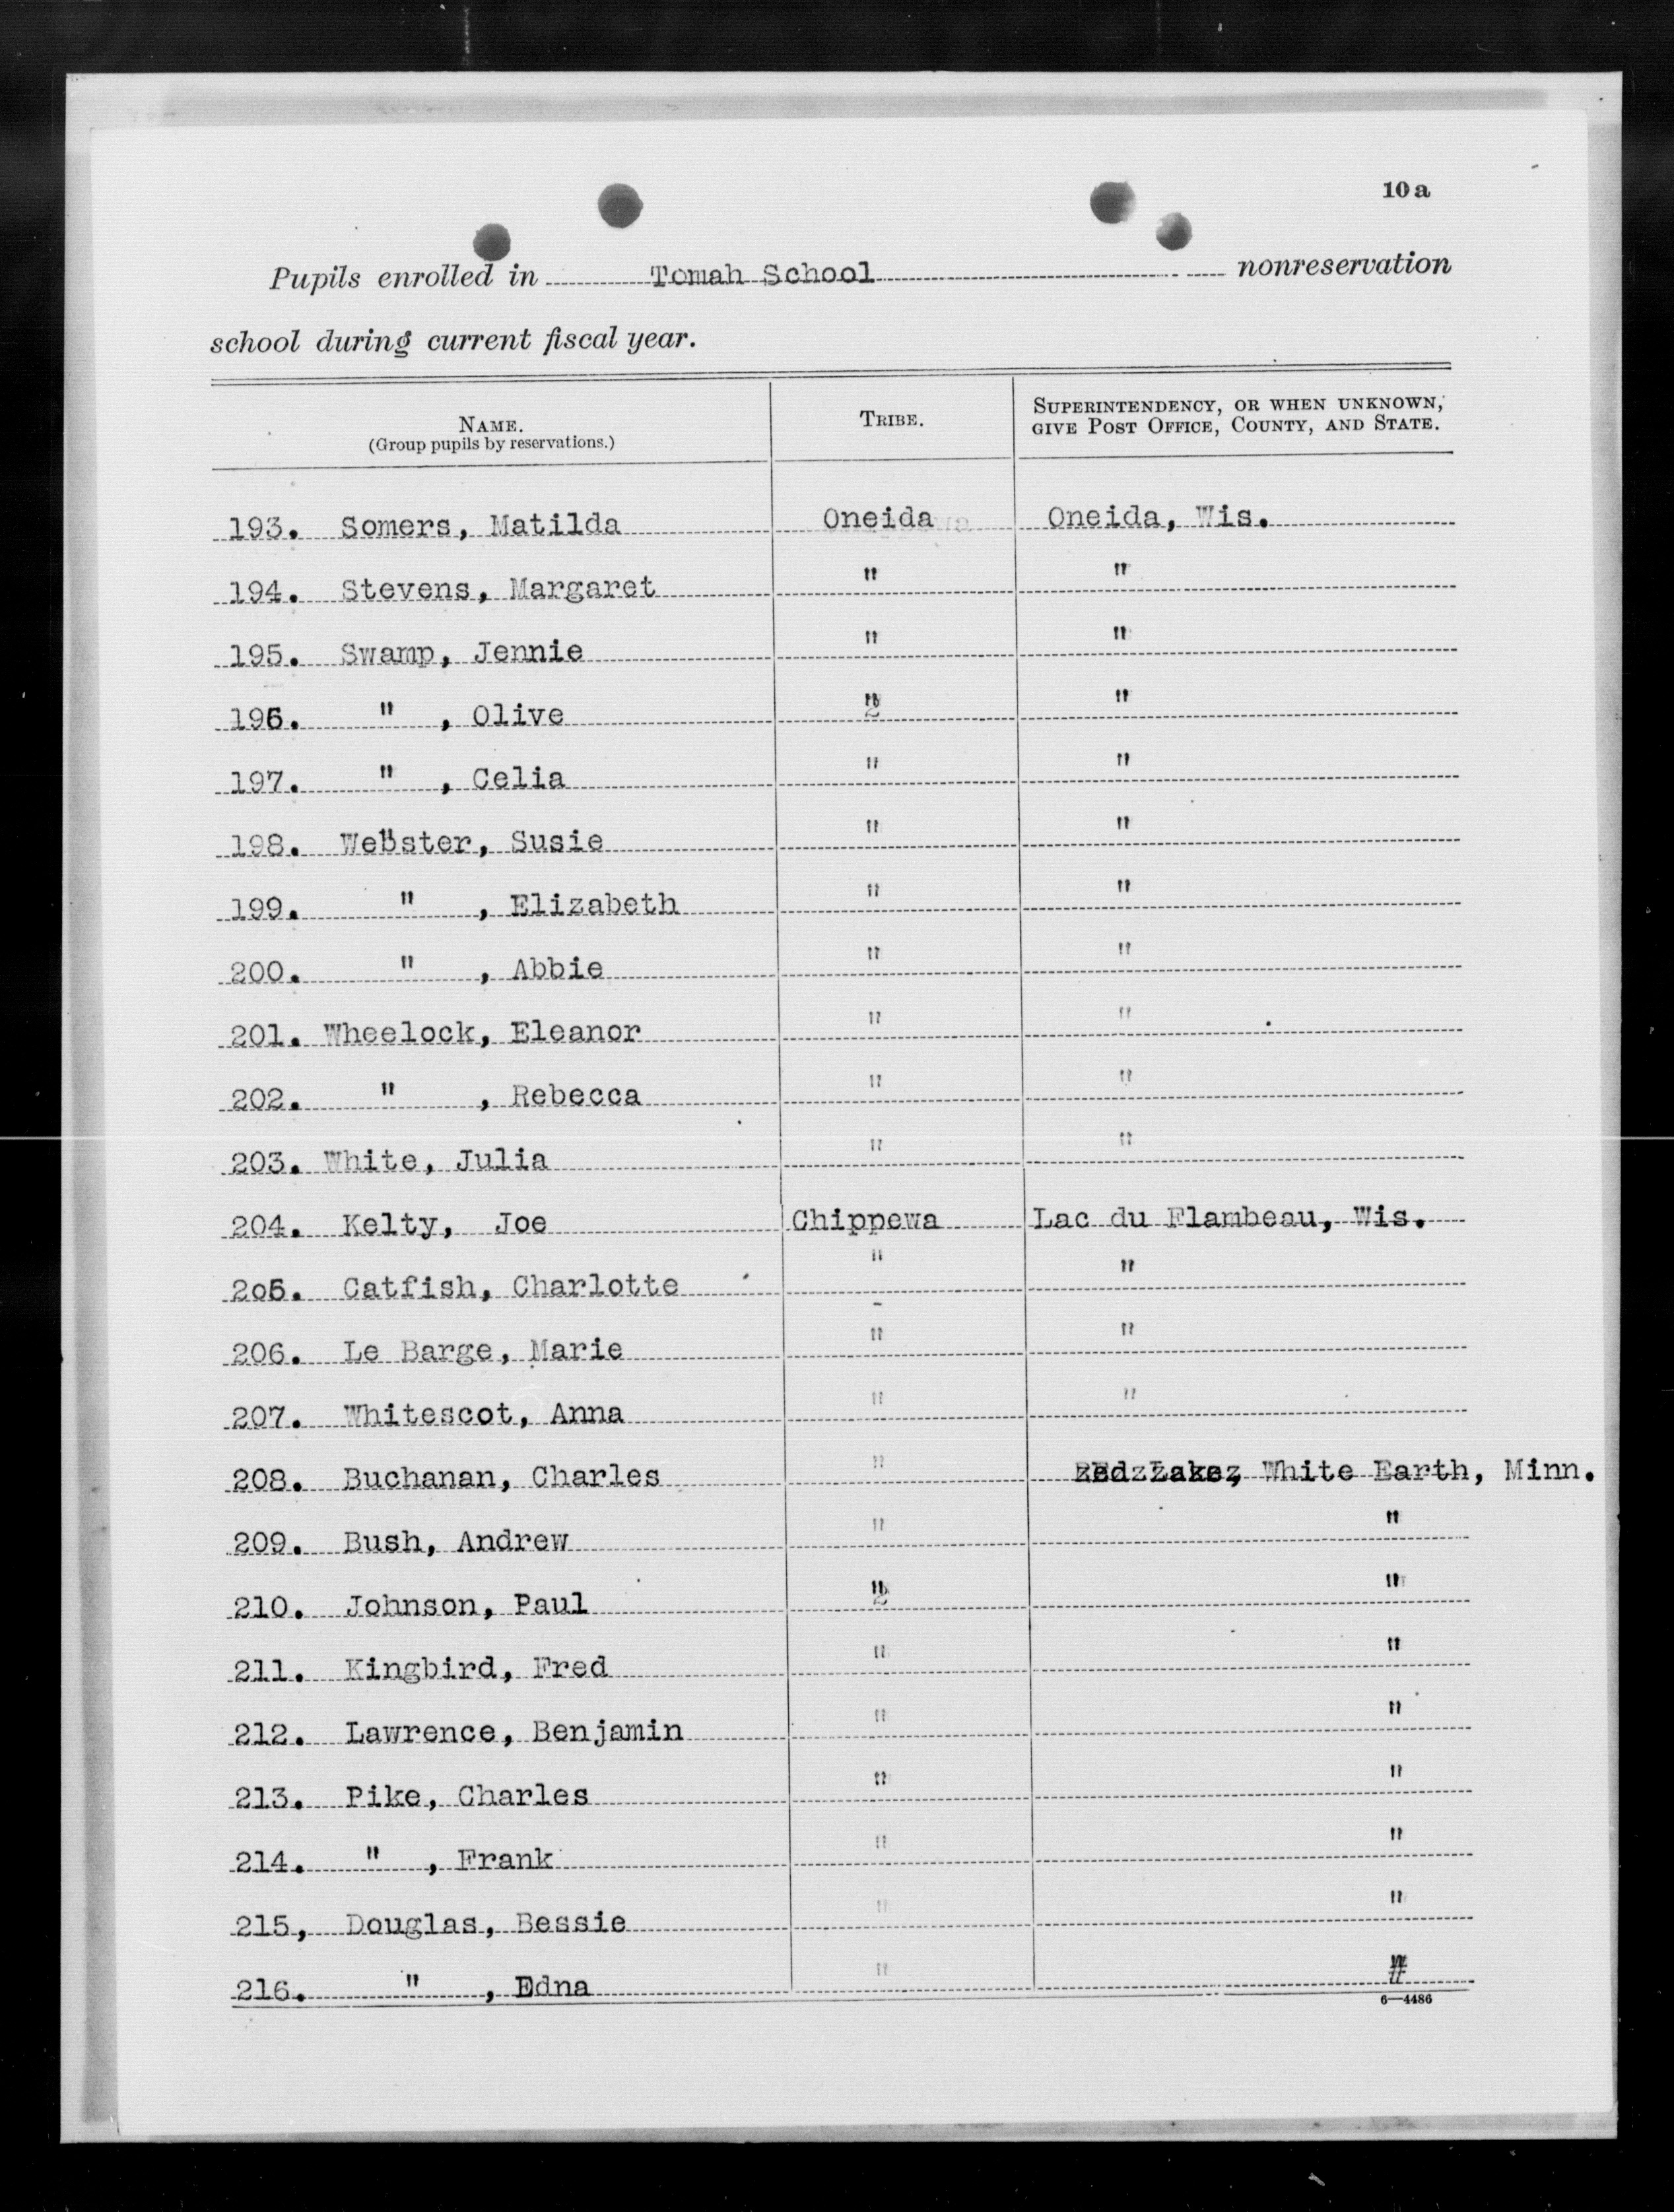 10a
Pupils enrolled in Tomah School nonreservation
school during current fiscal year.
NAME. TRIBE. SUPERINTENDENCY, OR WHEN UNKNOWN,
(Group pupils by reservations.) GIVE POST OFFICE, COUNTY, AND STATE.
193. Somers, Matilda Oneida Oneida, Wis.
194. Stevens, Margaret " "
195. Swamp, Jennie " "
196. " , Olive " "
197. " , Celia " "
198. Webster, Susie " "
199. " , Elizabeth " "
200. " , Abbie " "
201. Wheelock, Eleanor " "
202. " , Rebecca " "
203. White, Julia " "
204. Kelty, Joe Chippewa Lac du Flambeau, Wis.
205. Catfish, Charlotte " "
206. Le Barge, Marie " "
207. Whitescot, Anna " "
208. Buchanan, Charles " White Earth, Minn.
209. Bush, Andrew " "
210. Johnson, Paul " "
211. Kingbird, Fred " "
212. Lawrence, Benjamin " "
213. Pike, Charles " "
214. " , Frank " "
215, Douglas, Bessie " "
216. " , Edna " "
6—4486